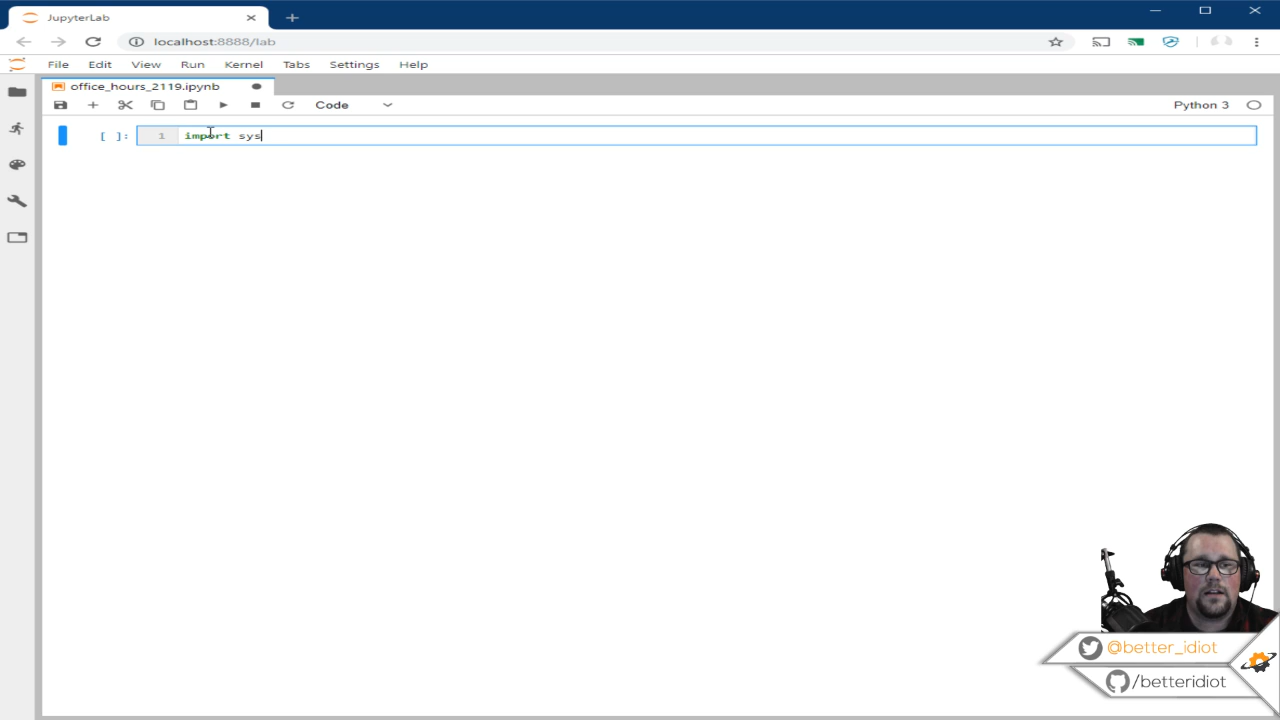 JupyterLab
localhost:8888/lab
File Edit View Run Kernel Tabs Settings Help
office_hours_2119.ipynb
Code
Python 3
[ ]: 1 import sys
@better_idiot
/betteridiot